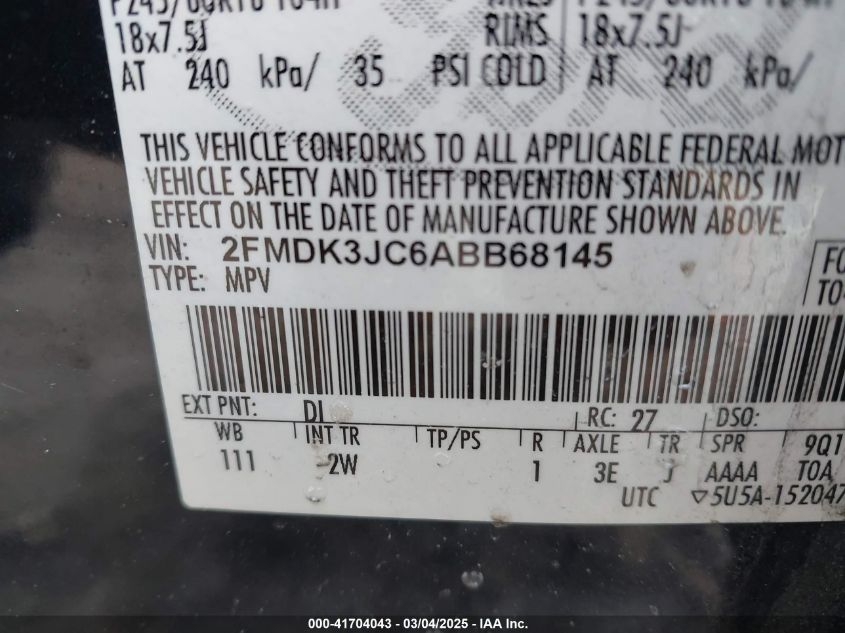 18x7.5J RIMS 18x7.5J
AT 240 kPa/ 35 PSI COLD AT 240 kPa/
THIS VEHICLE CONFORMS TO ALL APPLICABLE FEDERAL MOT
VEHICLE SAFETY AND THEFT PREVENTION STANDARDS IN
EFFECT ON THE DATE OF MANUFACTURE SHOWN ABOVE.
VIN: 2FMDK3JC6ABB68145
TYPE: MPV
EXT PNT: DJ RC: 27 DSO:
WB INT TR TP/PS R AXLE TR SPR 9Q1
111 2W 1 3E J AAAA TOA
UTC ▽5U5A-152047
000-41704043 03/04/2025 - © IAA, Inc.